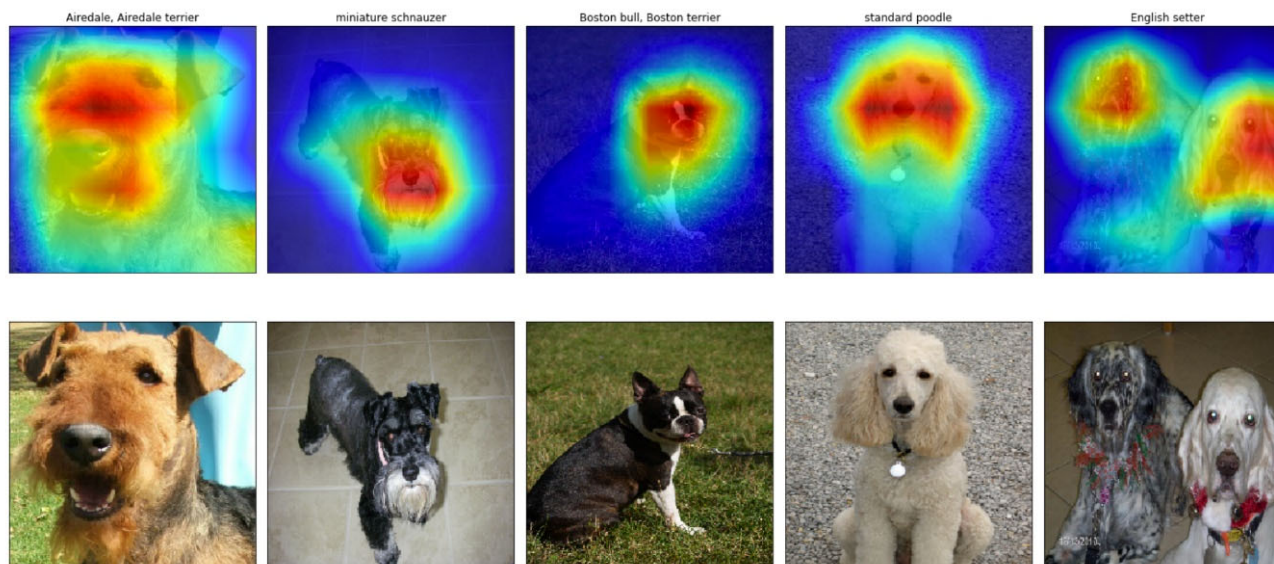 Airedale, Airedale terrier
miniature schnauzer
Boston bull, Boston terrier
standard poodle
English setter